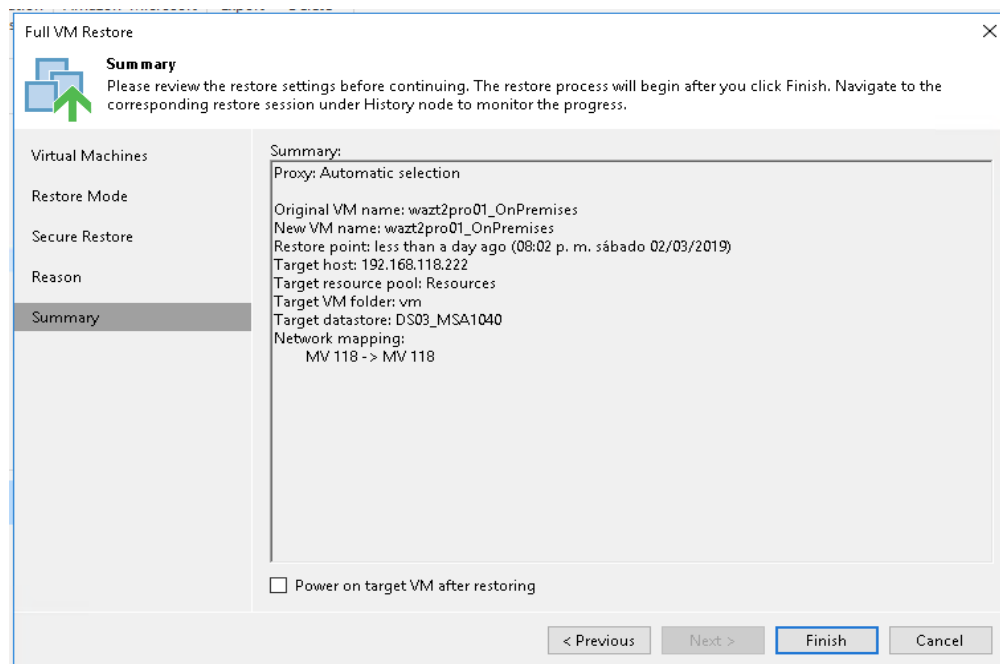 Full VM Restore
Summary
Please review the restore settings before continuing. The restore process will begin after you click Finish. Navigate to the
corresponding restore session under History node to monitor the progress.
Virtual Machines
Restore Mode
Secure Restore
Reason
Summary
Summary:
Proxy: Automatic selection
Original VM name: wazt2pro01_OnPremises
New VM name: wazt2pro01_OnPremises
Restore point: less than a day ago (08:02 p. m. sábado 02/03/2019)
Target host: 192.168.118.222
Target resource pool: Resources
Target VM folder: vm
Target datastore: DS03_MSA1040
Network mapping:
MV 118 -> MV 118
Power on target VM after restoring
< Previous
Next >
Finish
Cancel